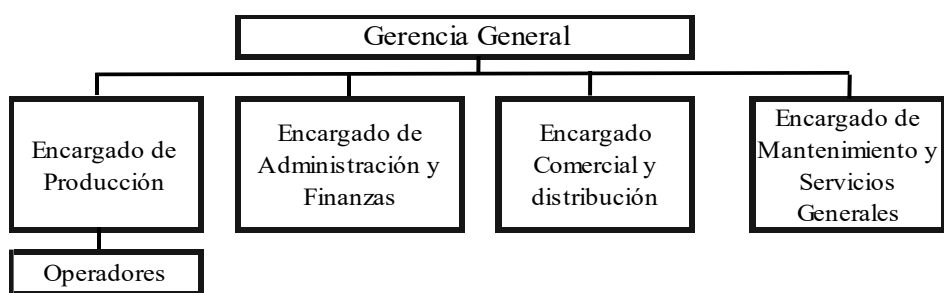 Gerencia General
Encargado de
Producción
Encargado de
Administración y
Finanzas
Encargado
Comercial y
distribución
Encargado de
Mantenimiento y
Servicios
Generales
Operadores